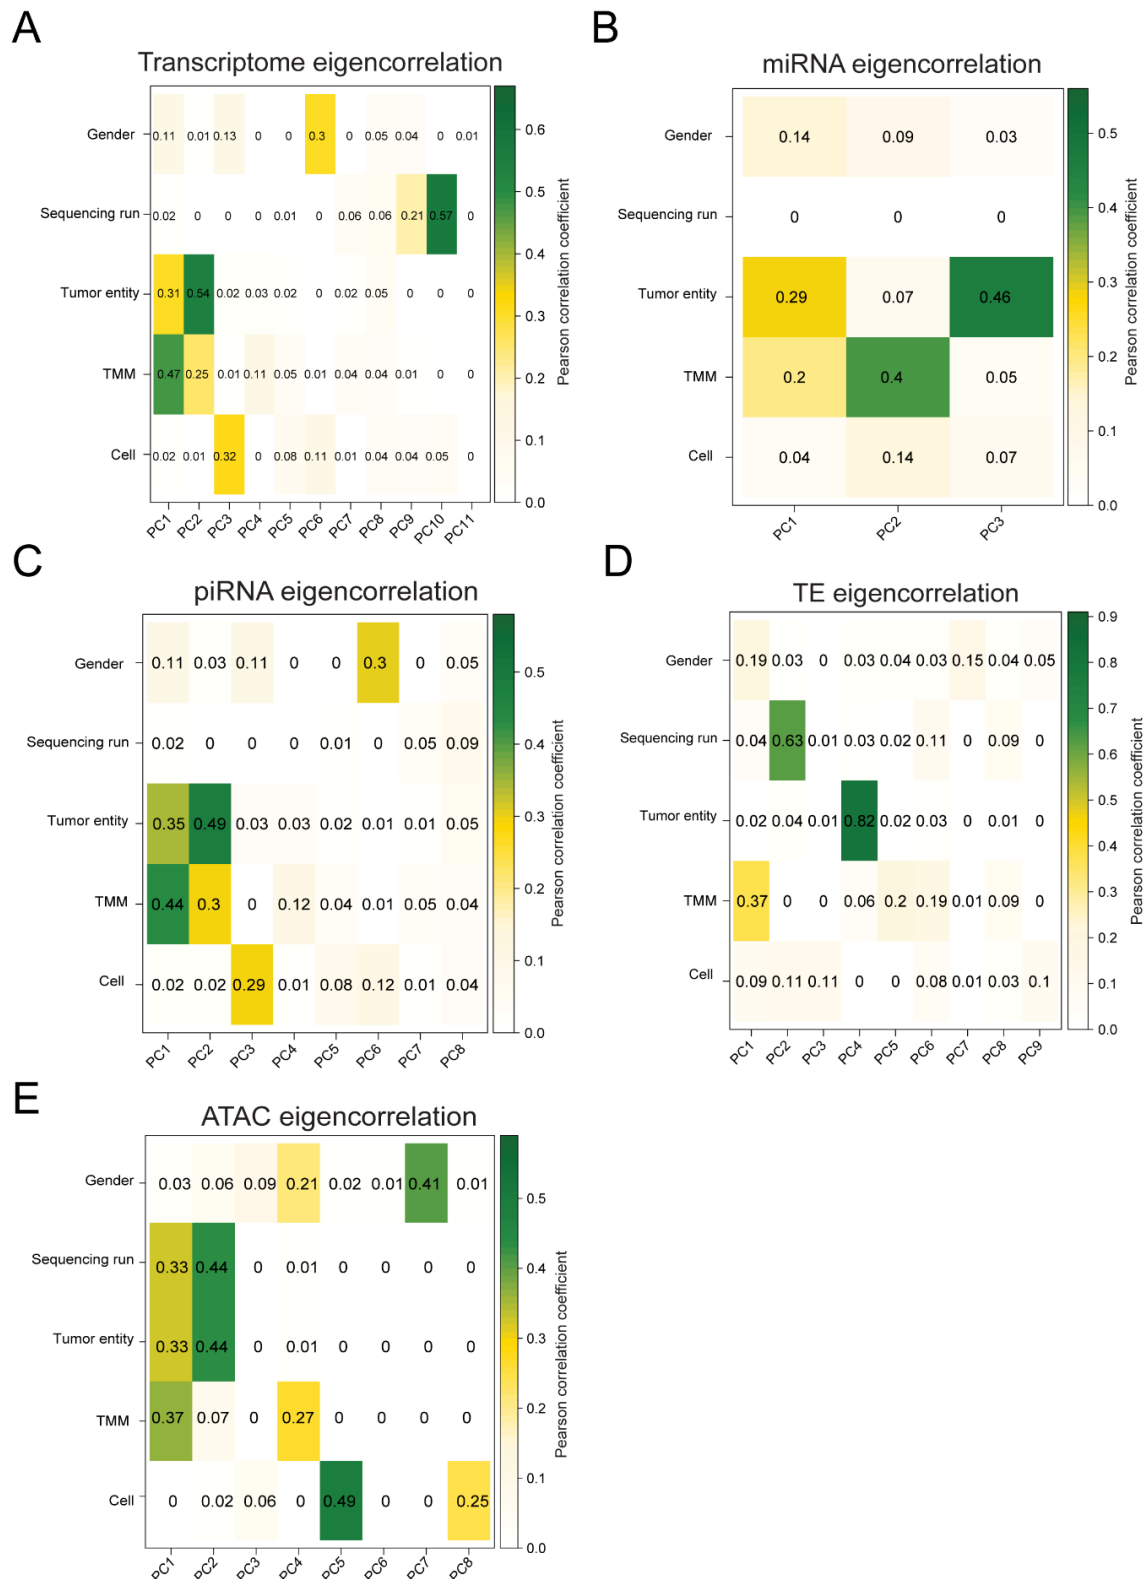 A
Transcriptome eigencorrelation
Gender 0.11 0.01 0.13 0 0 0.3 0 0.05 0.04 0 0.01
Sequencing run 0.02 0 0 0 0.01 0 0.06 0.06 0.21 0.57 0
Tumor entity 0.31 0.54 0.02 0.03 0.02 0 0.02 0.05 0 0 0
TMM 0.47 0.25 0.01 0.11 0.05 0.01 0.04 0.04 0.01 0 0
Cell 0.02 0.01 0.32 0 0.08 0.11 0.01 0.04 0.04 0.05 0
PC1 PC2 PC3 PC4 PC5 PC6 PC7 PC8 PC9 PC10 PC11
0.6
0.5
0.4
0.3
0.2
0.1
0.0
Pearson correlation coefficient
B
miRNA eigencorrelation
Gender 0.14 0.09 0.03
Sequencing run 0 0 0
Tumor entity 0.29 0.07 0.46
TMM 0.2 0.4 0.05
Cell 0.04 0.14 0.07
PC1 PC2 PC3
0.5
0.4
0.3
0.2
0.1
0.0
Pearson correlation coefficient
C
piRNA eigencorrelation
Gender 0.11 0.03 0.11 0 0 0.3 0 0.05
Sequencing run 0.02 0 0 0 0.01 0 0.05 0.09
Tumor entity 0.35 0.49 0.03 0.03 0.02 0.01 0.01 0.05
TMM 0.44 0.3 0 0.12 0.04 0.01 0.05 0.04
Cell 0.02 0.02 0.29 0.01 0.08 0.12 0.01 0.04
PC1 PC2 PC3 PC4 PC5 PC6 PC7 PC8
0.5
0.4
0.3
0.2
0.1
0.0
Pearson correlation coefficient
D
TE eigencorrelation
Gender 0.19 0.03 0 0.03 0.04 0.03 0.15 0.04 0.05
Sequencing run 0.04 0.63 0.01 0.03 0.02 0.11 0 0.09 0
Tumor entity 0.02 0.04 0.01 0.82 0.02 0.03 0 0.01 0
TMM 0.37 0 0 0.06 0.2 0.19 0.01 0.09 0
Cell 0.09 0.11 0.11 0 0 0.08 0.01 0.03 0.1
PC1 PC2 PC3 PC4 PC5 PC6 PC7 PC8 PC9
0.9
0.8
0.7
0.6
0.5
0.4
0.3
0.2
0.1
0.0
Pearson correlation coefficient
E
ATAC eigencorrelation
Gender 0.03 0.06 0.09 0.21 0.02 0.01 0.41 0.01
Sequencing run 0.33 0.44 0 0.01 0 0 0 0
Tumor entity 0.33 0.44 0 0.01 0 0 0 0
TMM 0.37 0.07 0 0.27 0 0 0 0
Cell 0 0.02 0.06 0 0.49 0 0 0.25
PC1 PC2 PC3 PC4 PC5 PC6 PC7 PC8
0.5
0.4
0.3
0.2
0.1
0.0
Pearson correlation coefficient